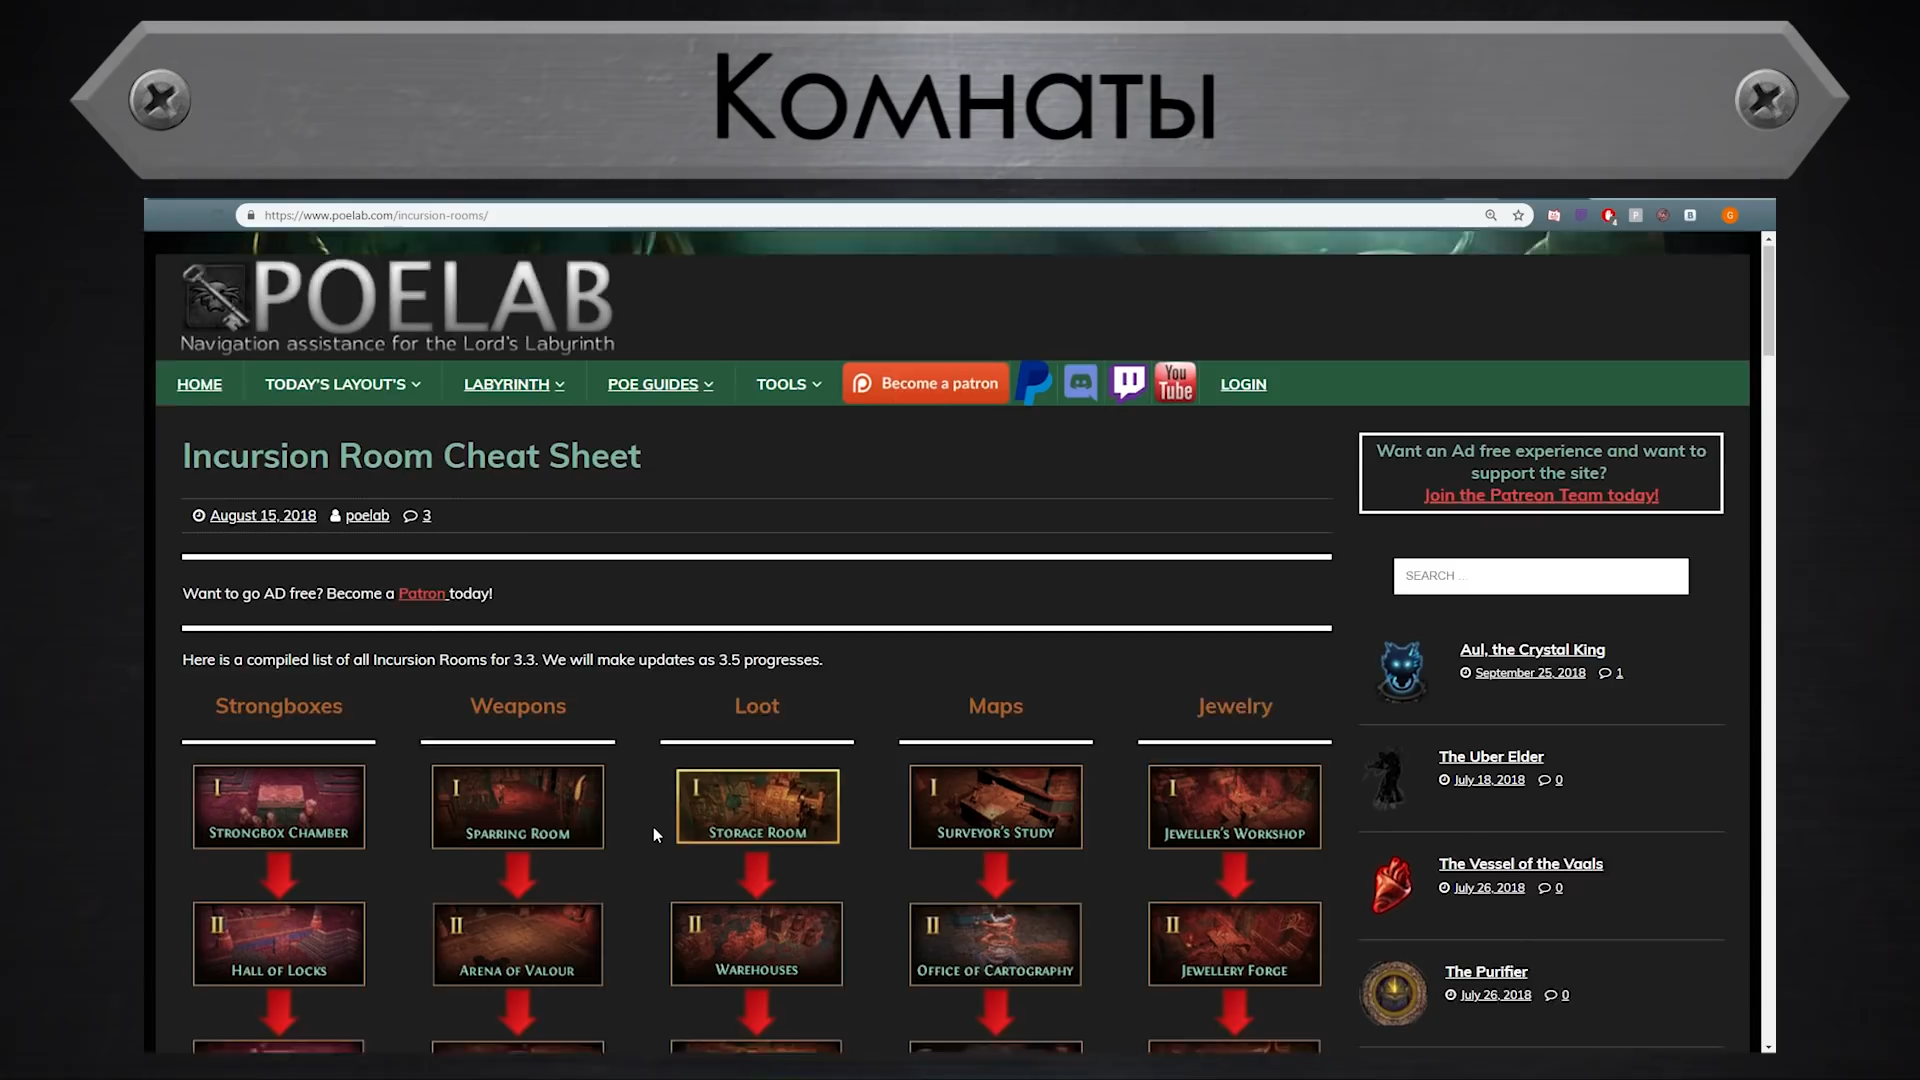 Комнаты
https://www.poelab.com/incursion-rooms/
POELAB
Navigation assistance for the Lord's Labyrinth
HOME TODAY'S LAYOUT'S LABYRINTH POE GUIDES TOOLS Become a patron You Tube LOGIN
Incursion Room Cheat Sheet
August 15, 2018 poelab 3
Want to go AD free? Become a Patron today!
Here is a compiled list of all Incursion Rooms for 3.3. We will make updates as 3.5 progresses.
Strongboxes Weapons Loot Maps Jewelry
I I I I I
STRONGBOX CHAMBER SPARRING ROOM STORAGE ROOM SURVEYOR'S STUDY JEWELLER'S WORKSHOP
II II II II II
HALL OF LOCKS ARENA OF VALOUR WAREHOUSES OFFICE OF CARTOGRAPHY JEWELLERY FORGE
Want an Ad free experience and want to
support the site?
Join the Patreon Team today!
SEARCH ...
Aul, the Crystal King
September 25, 2018 1
The Uber Elder
July 18, 2018 0
The Vessel of the Vaals
July 26, 2018 0
The Purifier
July 26, 2018 0